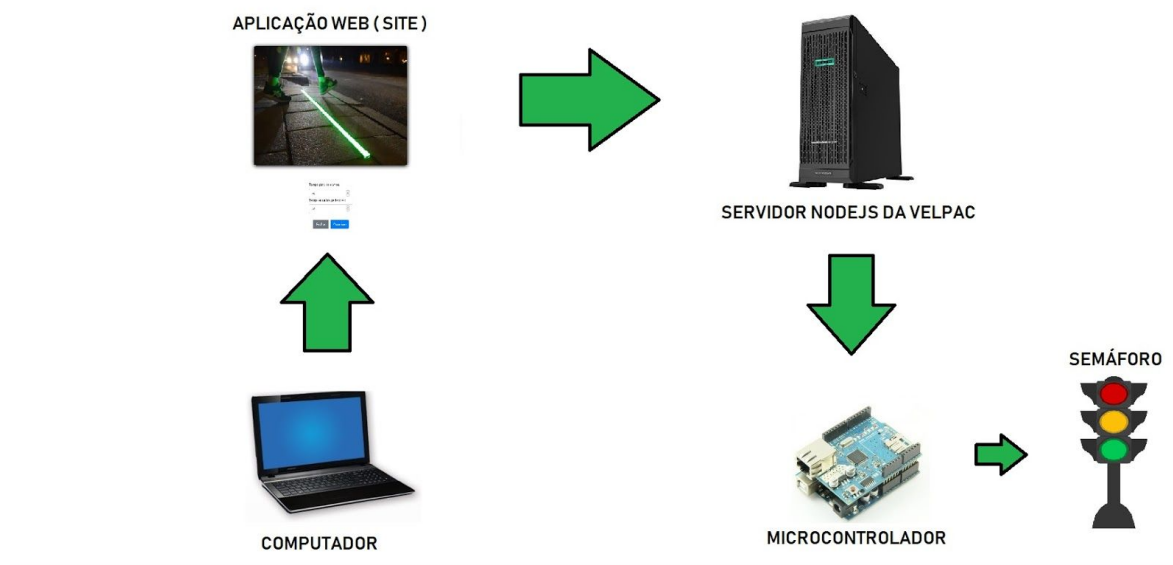 APLICAÇÃO WEB ( SITE )
SERVIDOR NODEJS DA VELPAC
SEMÁFORO
COMPUTADOR
MICROCONTROLADOR